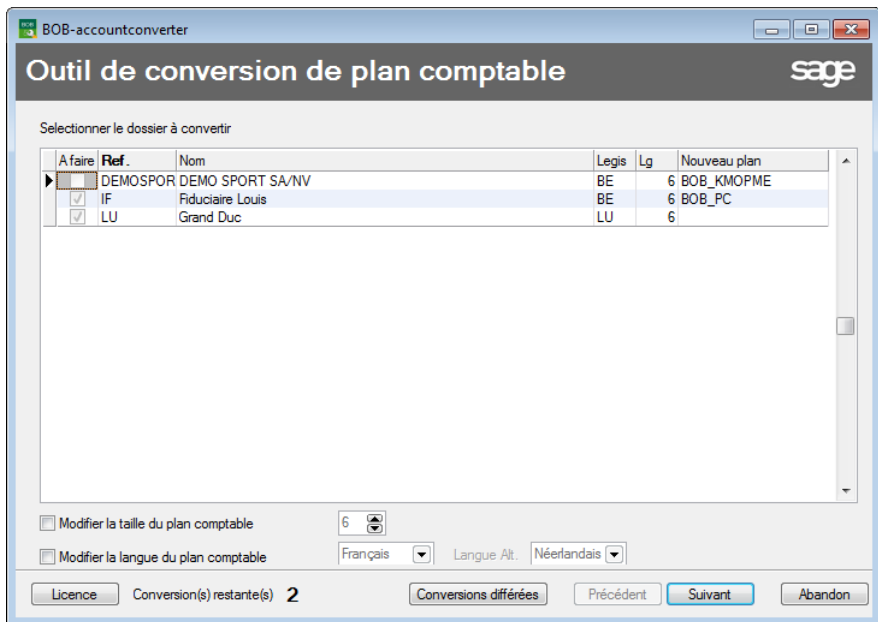 BOB-accountconverter
Outil de conversion de plan comptable sage
Selectionner le dossier à convertir
A faire Ref. Nom Legis Lg Nouveau plan
DEMOSPOR DEMO SPORT SA/NV BE 6 BOB_KMOPME
IF Fiduciaire Louis BE 6 BOB_PC
LU Grand Duc LU 6
Modifier la taille du plan comptable 6
Modifier la langue du plan comptable Français Langue Alt. Néerlandais
Licence Conversion(s) restante(s) 2 Conversions différées Précédent Suivant Abandon